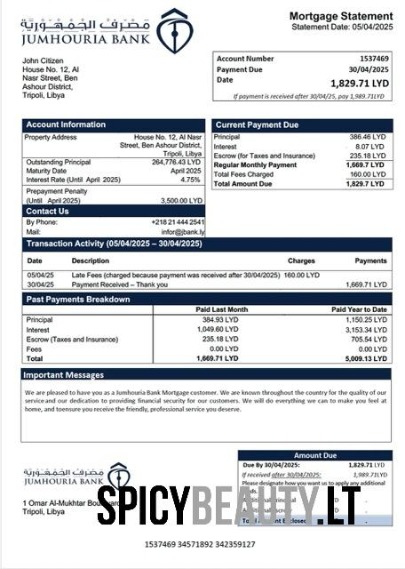 مصرف الجمهورية
JUMHOURIA BANK
Mortgage Statement
Statement Date: 05/04/2025
John Citizen
House No. 12, Al
Nasr Street, Ben
Ashour District,
Tripoli, Libya
Account Number 1537469
Payment Due 30/04/2025
Date 1,829.71 LYD
If payment is received after 30/04/25, pay 1,989.71LYD
Account Information
Property Address House No. 12, Al Nasr
Street, Ben Ashour District,
Tripoli, Libya
Outstanding Principal 264,776.43 LYD
Maturity Date April 2025
Interest Rate (Until April 2025) 4.75%
Prepayment Penalty
(Until April 2025) 3,500.00 LYD
Contact Us
By Phone: +218 21 444 2541
Mail: infor@jbank.ly
Current Payment Due
Principal 386.46 LYD
Interest 8.07 LYD
Escrow (for Taxes and Insurance) 235.18 LYD
Regular Monthly Payment 1,669.7 LYD
Total Fees Charged 160.00 LYD
Total Amount Due 1,829.7 LYD
Transaction Activity (05/04/2025 – 30/04/2025)
Date Description Charges Payments
05/04/25 Late Fees (charged because payment was received after 30/04/2025) 160.00 LYD
30/04/25 Payment Received – Thank you 1,669.71 LYD
Past Payments Breakdown
Paid Last Month Paid Year to Date
Principal 384.93 LYD 1,150.25 LYD
Interest 1,049.60 LYD 3,153.34 LYD
Escrow (Taxes and Insurance) 235.18 LYD 705.54 LYD
Fees 0.00 LYD 0.00 LYD
Total 1,669.71 LYD 5,009.13 LYD
Important Messages
We are pleased to have you as a Jumhouria Bank Mortgage customer. We are known throughout the country for the quality of our
service and our dedication to providing financial security for our customers. We will do everything we can to make you feel at
home, and toensure you receive the friendly, professional service you deserve.
مصرف الجمهورية
JUMHOURIA BANK
1 Omar Al-Mukhtar
Tripoli, Libya
Amount Due
Due By 30/04/2025: 1,829.71 LYD
If received after 30/04/2025: 1,989.71LYD
Please designate how you want us to apply any additional
SPICYBEAUTY.LT
1537469 34571892 342359127